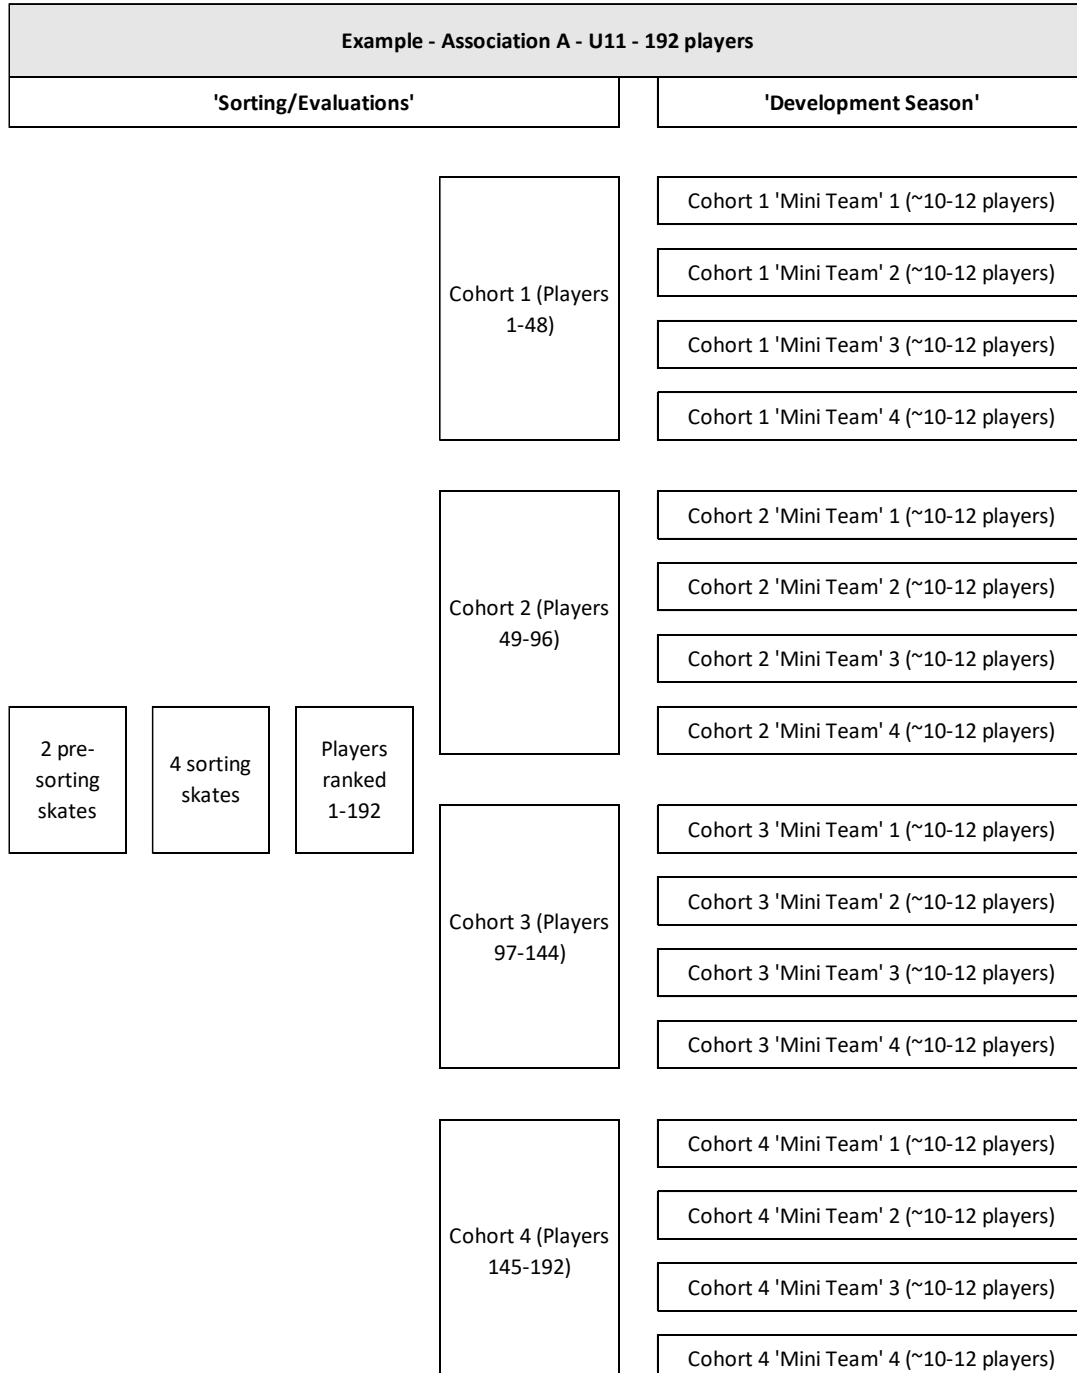 Example - Association A - U11 - 192 players
'Sorting/Evaluations'
'Development Season'
2 pre-
sorting
skates
4 sorting
skates
Players
ranked
1-192
Cohort 1 (Players
1-48)
Cohort 1 'Mini Team' 1 (~10-12 players)
Cohort 1 'Mini Team' 2 (~10-12 players)
Cohort 1 'Mini Team' 3 (~10-12 players)
Cohort 1 'Mini Team' 4 (~10-12 players)
Cohort 2 (Players
49-96)
Cohort 2 'Mini Team' 1 (~10-12 players)
Cohort 2 'Mini Team' 2 (~10-12 players)
Cohort 2 'Mini Team' 3 (~10-12 players)
Cohort 2 'Mini Team' 4 (~10-12 players)
Cohort 3 (Players
97-144)
Cohort 3 'Mini Team' 1 (~10-12 players)
Cohort 3 'Mini Team' 2 (~10-12 players)
Cohort 3 'Mini Team' 3 (~10-12 players)
Cohort 3 'Mini Team' 4 (~10-12 players)
Cohort 4 (Players
145-192)
Cohort 4 'Mini Team' 1 (~10-12 players)
Cohort 4 'Mini Team' 2 (~10-12 players)
Cohort 4 'Mini Team' 3 (~10-12 players)
Cohort 4 'Mini Team' 4 (~10-12 players)